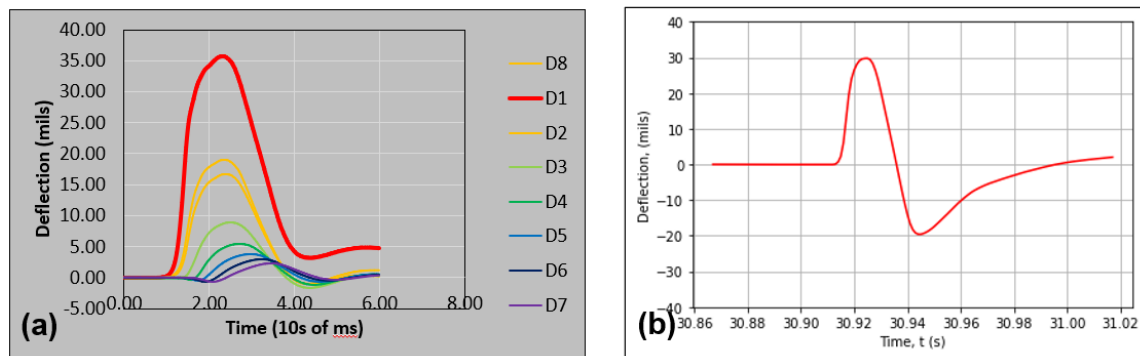 40.00
35.00
30.00
25.00
20.00
15.00
10.00
5.00
0.00
-5.00
Deflection (mils)
0.00 2.00 4.00 6.00 8.00
Time (10s of ms)
D8
D1
D2
D3
D4
D5
D6
D7
(a)
40
30
20
10
0
−10
−20
−30
−40
Deflection, (mils)
30.86 30.88 30.90 30.92 30.94 30.96 30.98 31.00 31.02
Time, t (s)
(b)